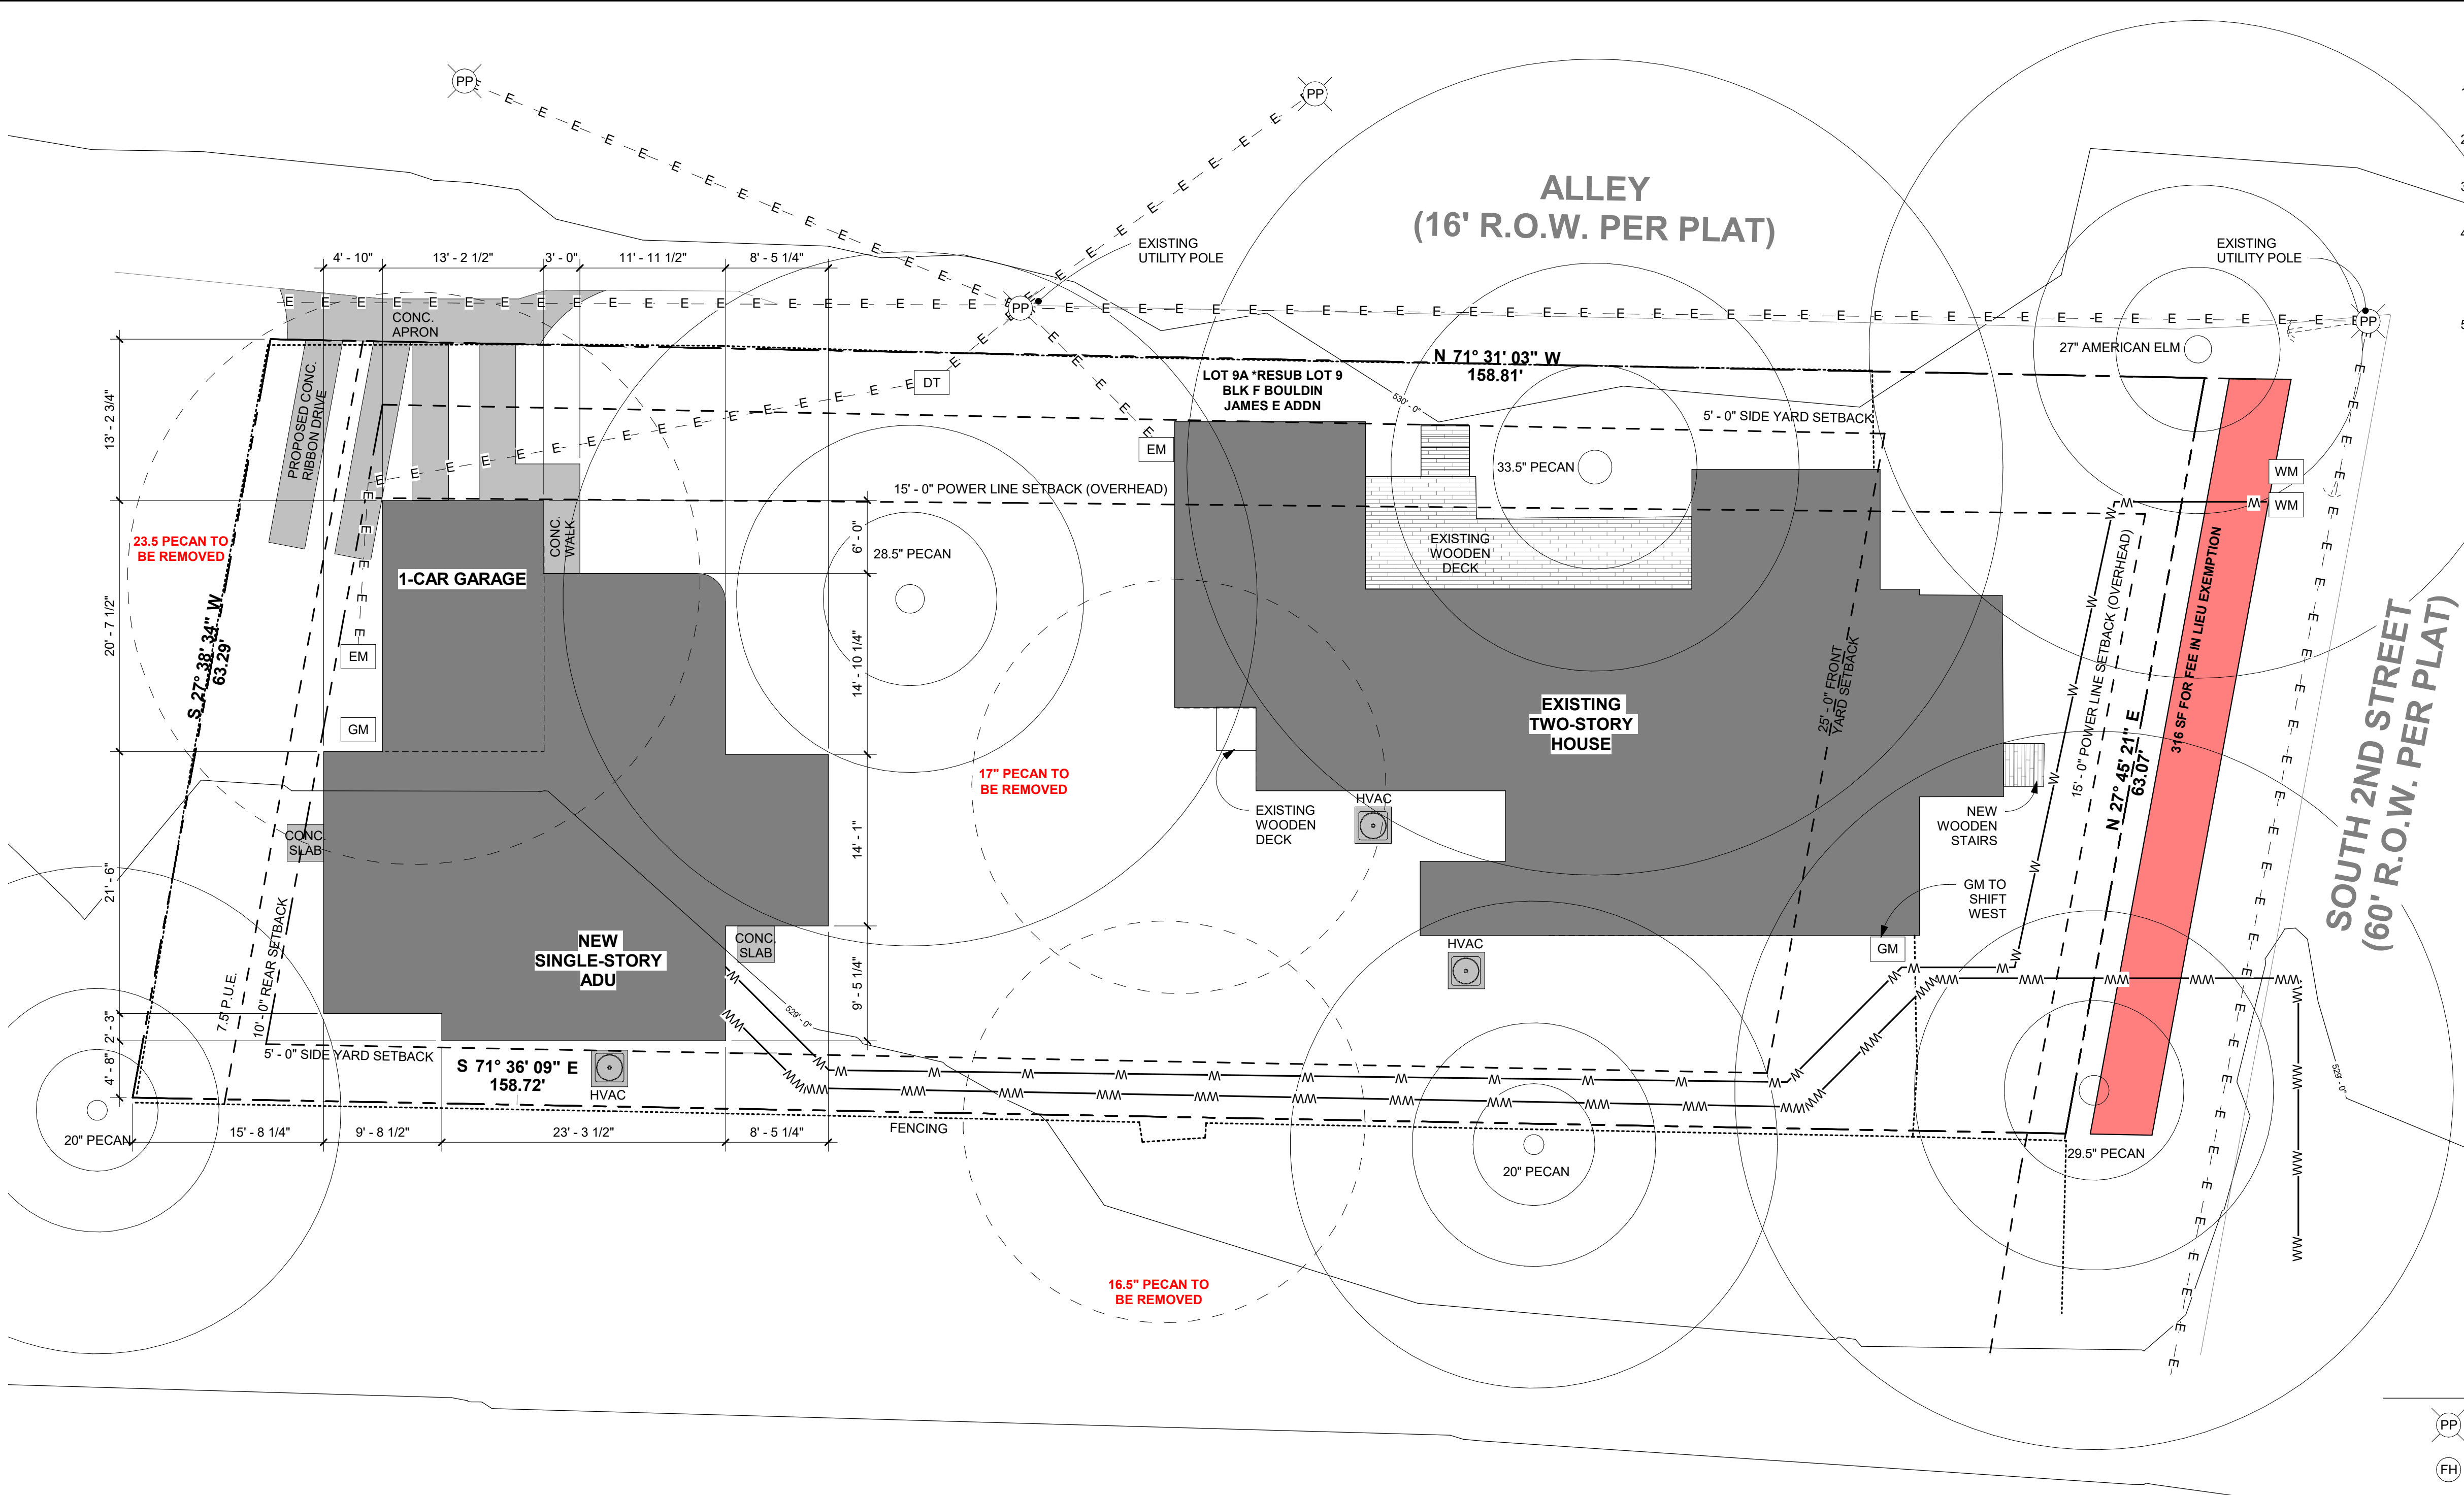 PP
PP
ALLEY
(16' R.O.W. PER PLAT)
EXISTING
UTILITY POLE
EXISTING
UTILITY POLE
4' - 10"
13' - 2 1/2"
3' - 0"
11' - 11 1/2"
8' - 5 1/4"
CONC.
APRON
PP
PP
27" AMERICAN ELM
N 71° 31' 03" W
158.81'
LOT 9A *RESUB LOT 9
BLK F BOULDIN
JAMES E ADDN
DT
530' - 0"
5' - 0" SIDE YARD SETBACK
13' - 2 3/4"
PROPOSED CONC.
RIBBON DRIVE
EM
33.5" PECAN
WM
WM
15' - 0" POWER LINE SETBACK (OVERHEAD)
23.5 PECAN TO
BE REMOVED
CONC.
WALK
6' - 0"
28.5" PECAN
EXISTING
WOODEN
DECK
1-CAR GARAGE
20' - 7 1/2"
S 27° 38' 34" W
63.29'
EM
GM
14' - 10 1/4"
EXISTING
TWO-STORY
HOUSE
25' - 0" FRONT
YARD SETBACK
15' - 0" POWER LINE SETBACK (OVERHEAD)
N 27° 45' 21" E
63.07'
316 SF FOR FEE IN LIEU EXEMPTION
SOUTH 2ND STREET
(60' R.O.W. PER PLAT)
17" PECAN TO
BE REMOVED
EXISTING
WOODEN
DECK
HVAC
NEW
WOODEN
STAIRS
CONC.
SLAB
14' - 1"
21' - 6"
GM TO
SHIFT
WEST
GM
NEW
SINGLE-STORY
ADU
CONC.
SLAB
HVAC
9' - 5 1/4"
7.5' P.U.E.
10' - 0" REAR SETBACK
529' - 0"
2' - 3"
4' - 8"
5' - 0" SIDE YARD SETBACK
S 71° 36' 09" E
158.72'
HVAC
529' - 0"
20" PECAN
15' - 8 1/4"
9' - 8 1/2"
23' - 3 1/2"
8' - 5 1/4"
FENCING
20" PECAN
29.5" PECAN
16.5" PECAN TO
BE REMOVED
PP
FH